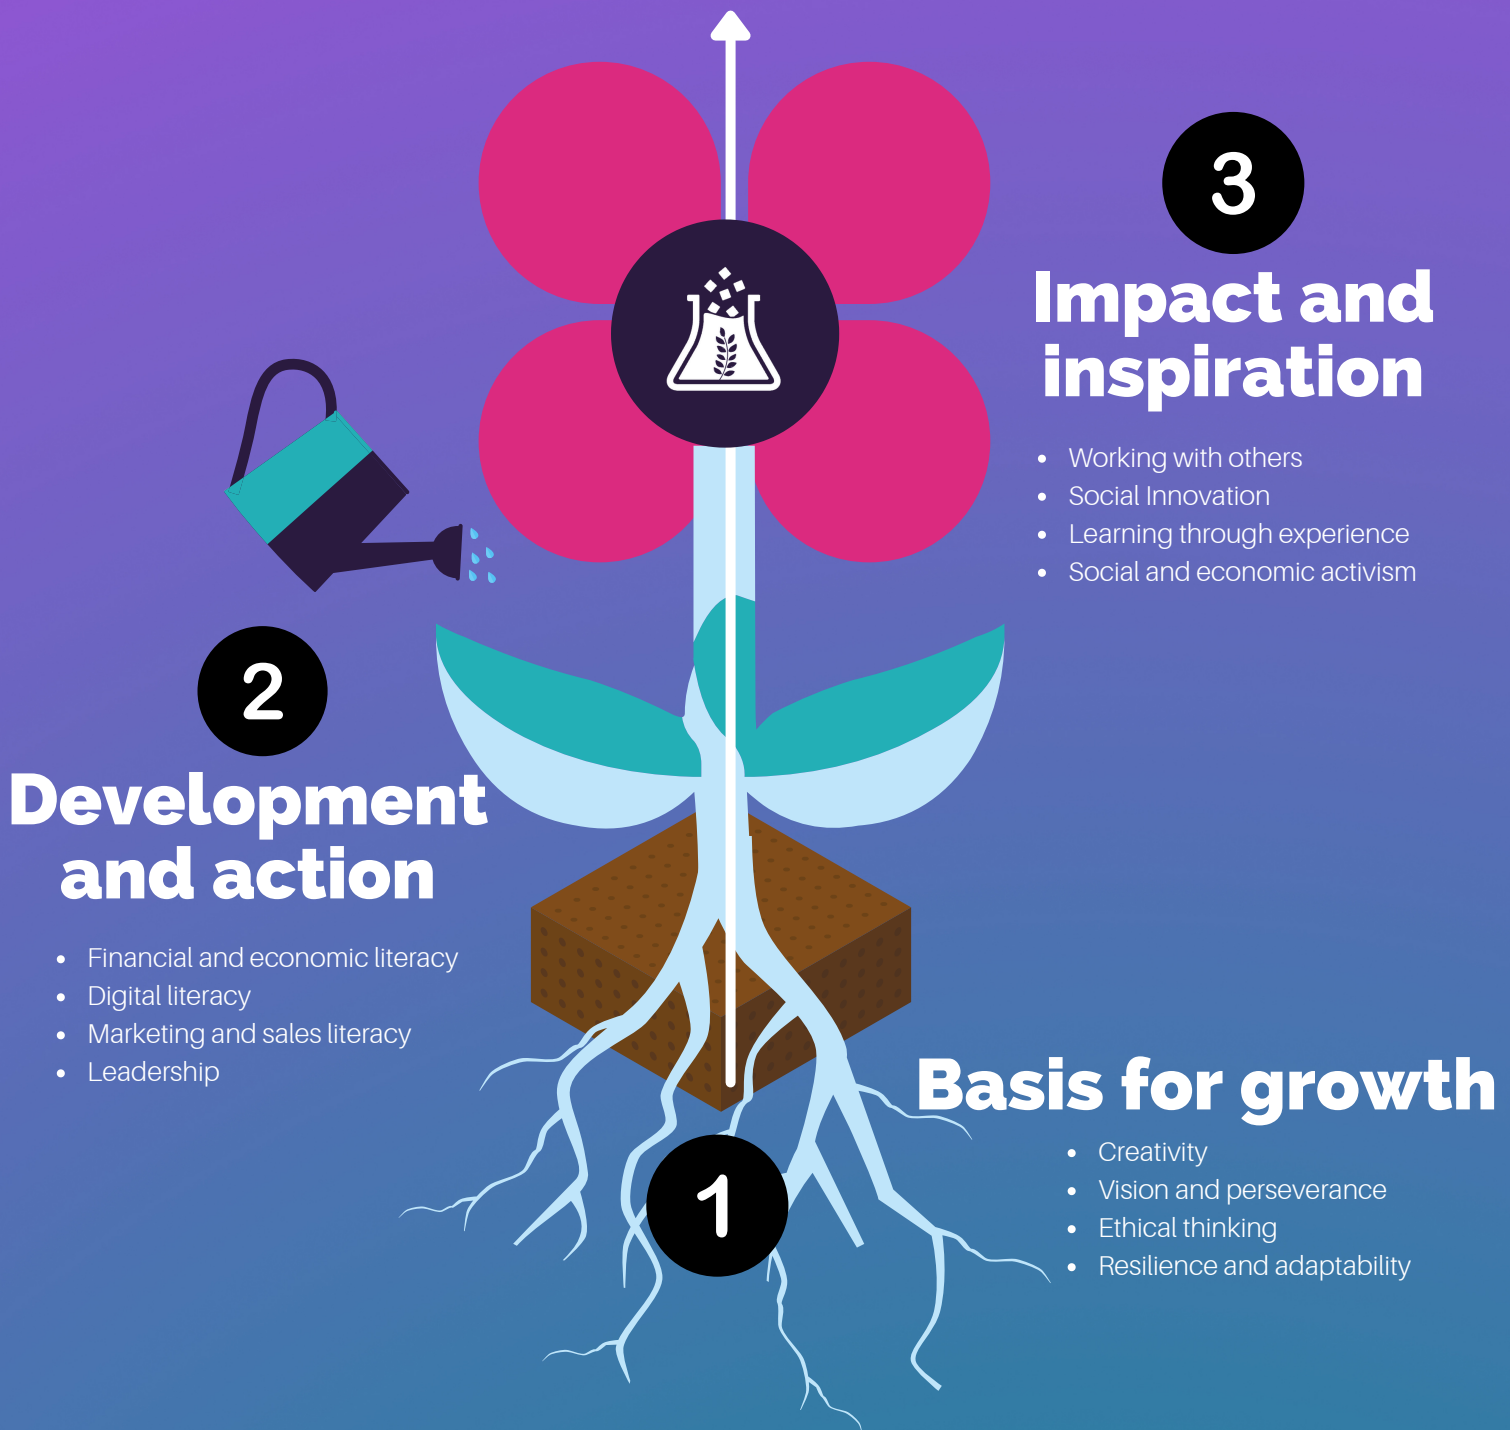 3
Impact and
inspiration
• Working with others
• Social Innovation
• Learning through experience
• Social and economic activism
2
Development
and action
• Financial and economic literacy
• Digital literacy
• Marketing and sales literacy
• Leadership
1
Basis for growth
• Creativity
• Vision and perseverance
• Ethical thinking
• Resilience and adaptability